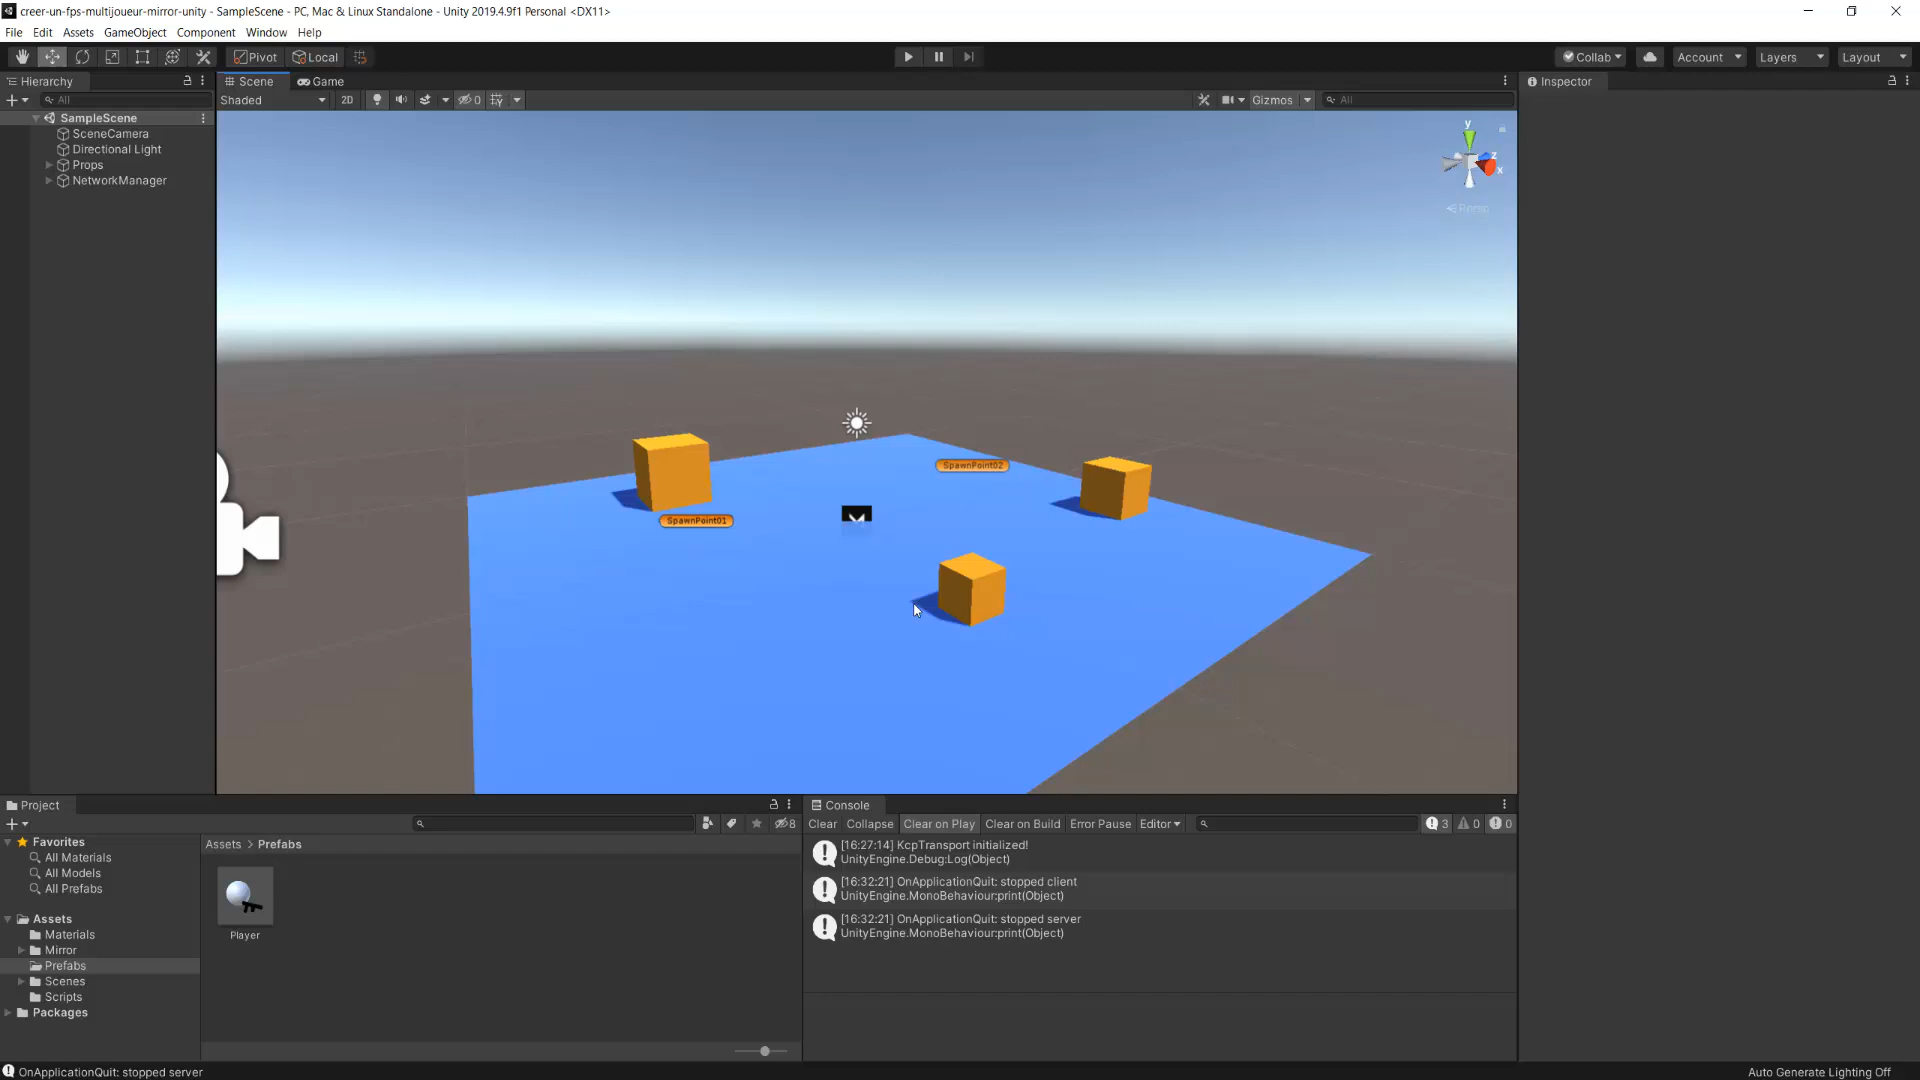 creer-un-fps-multijoueur-mirror-unity - SampleScene - PC, Mac & Linux Standalone - Unity 2019.4.9f1 Personal <DX11>
File Edit Assets GameObject Component Window Help
Pivot Local Collab Account Layers Layout
Hierarchy
All
SampleScene
SceneCamera
Directional Light
Props
NetworkManager
Scene Game
Shaded 2D 0 Gizmos All
y
z
x
Persp
SpawnPoint02
SpawnPoint01
Inspector
Project
8
Favorites
All Materials
All Models
All Prefabs
Assets
Materials
Mirror
Prefabs
Scenes
Scripts
Packages
Assets > Prefabs
Player
Console
Clear Collapse Clear on Play Clear on Build Error Pause Editor 3 0 0
[16:27:14] KcpTransport initialized!
UnityEngine.Debug:Log(Object)
[16:32:21] OnApplicationQuit: stopped client
UnityEngine.MonoBehaviour:print(Object)
[16:32:21] OnApplicationQuit: stopped server
UnityEngine.MonoBehaviour:print(Object)
OnApplicationQuit: stopped server
Auto Generate Lighting Off